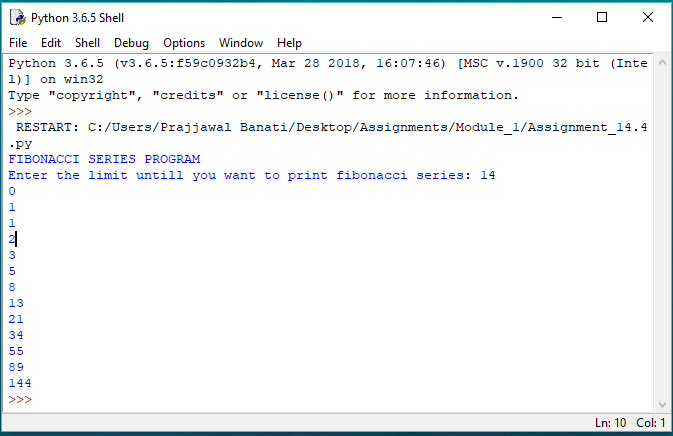 Python 3.6.5 Shell
File Edit Shell Debug Options Window Help
Python 3.6.5 (v3.6.5:f59c0932b4, Mar 28 2018, 16:07:46) [MSC v.1900 32 bit (Inte
l)] on win32
Type "copyright", "credits" or "license()" for more information.
>>>
RESTART: C:/Users/Prajjawal Banati/Desktop/Assignments/Module_1/Assignment_14.4
.py
FIBONACCI SERIES PROGRAM
Enter the limit untill you want to print fibonacci series: 14
0
1
1
2
3
5
8
13
21
34
55
89
144
>>>
Ln: 10 Col: 1